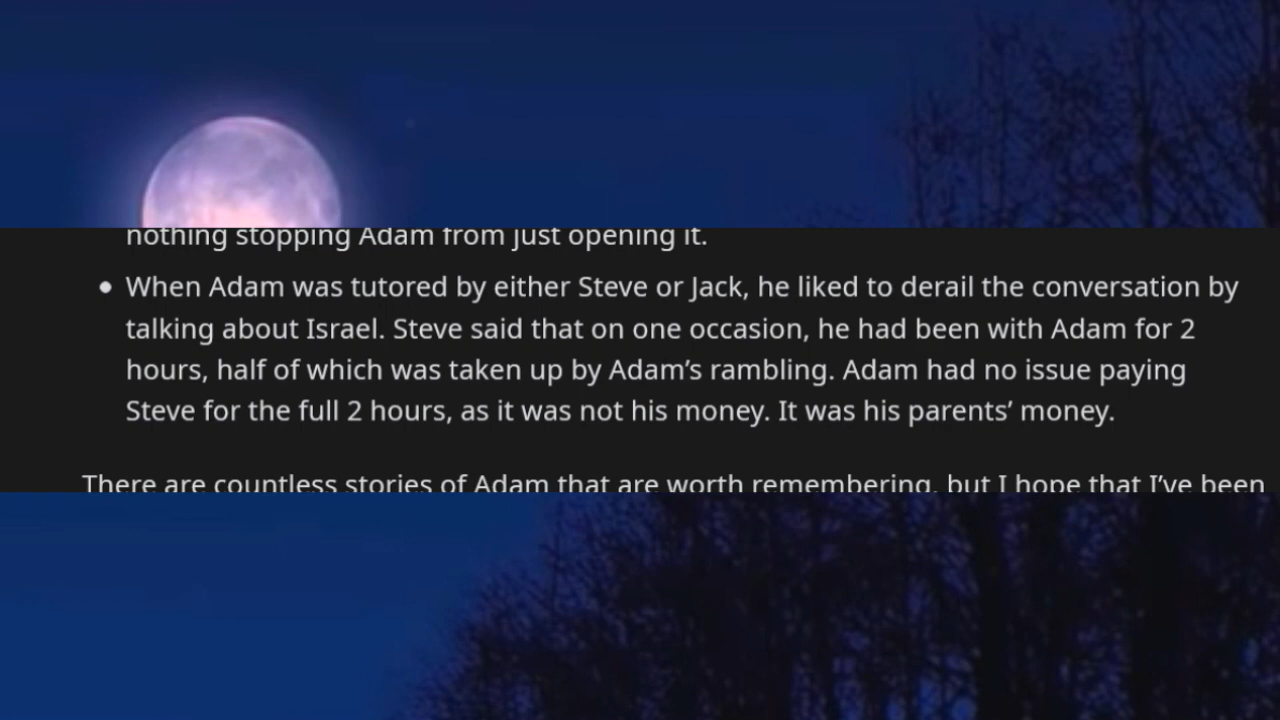 nothing stopping Adam from just opening it.
• When Adam was tutored by either Steve or Jack, he liked to derail the conversation by
talking about Israel. Steve said that on one occasion, he had been with Adam for 2
hours, half of which was taken up by Adam’s rambling. Adam had no issue paying
Steve for the full 2 hours, as it was not his money. It was his parents’ money.
There are countless stories of Adam that are worth remembering, but I hope that I’ve been